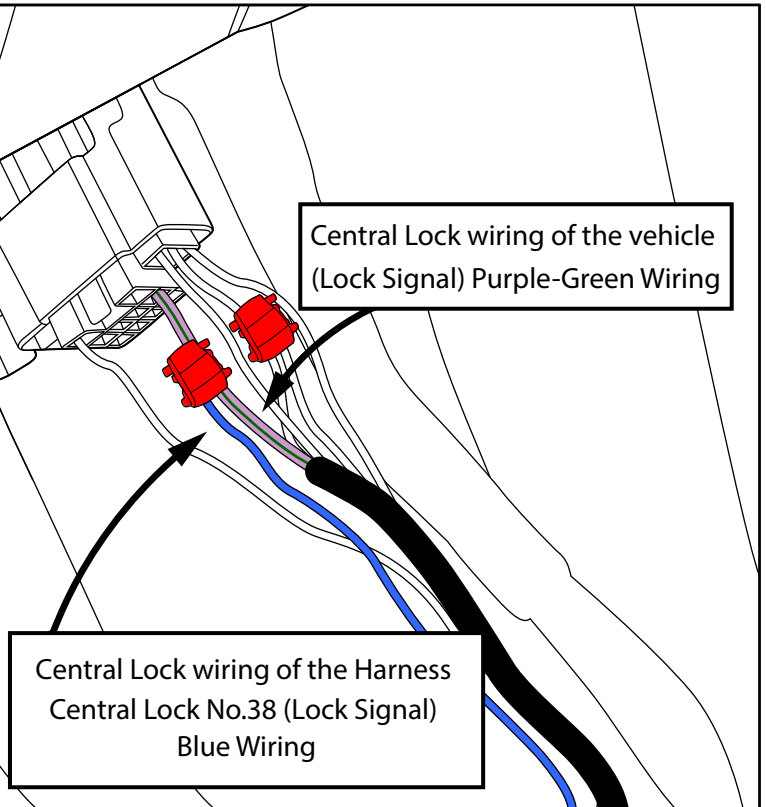 Central Lock wiring of the vehicle
(Lock Signal) Purple-Green Wiring
Central Lock wiring of the Harness
Central Lock No.38 (Lock Signal)
Blue Wiring